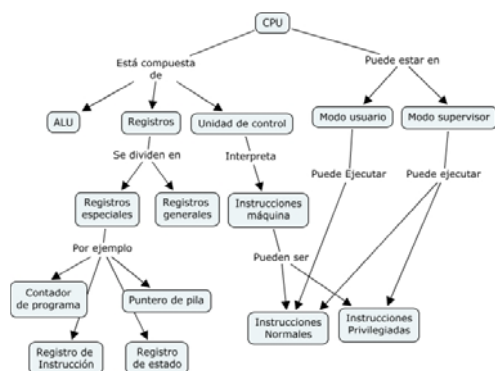 CPU
Está compuesta
de
Puede estar en
ALU
Registros
Unidad de control
Modo usuario
Modo supervisor
Se dividen en
Interpreta
Puede Ejecutar
Puede ejecutar
Registros
especiales
Registros
generales
Instrucciones
máquina
Por ejemplo
Pueden ser
Contador
de programa
Puntero de pila
Instrucciones
Normales
Instrucciones
Privilegiadas
Registro de
Instrucción
Registro
de estado